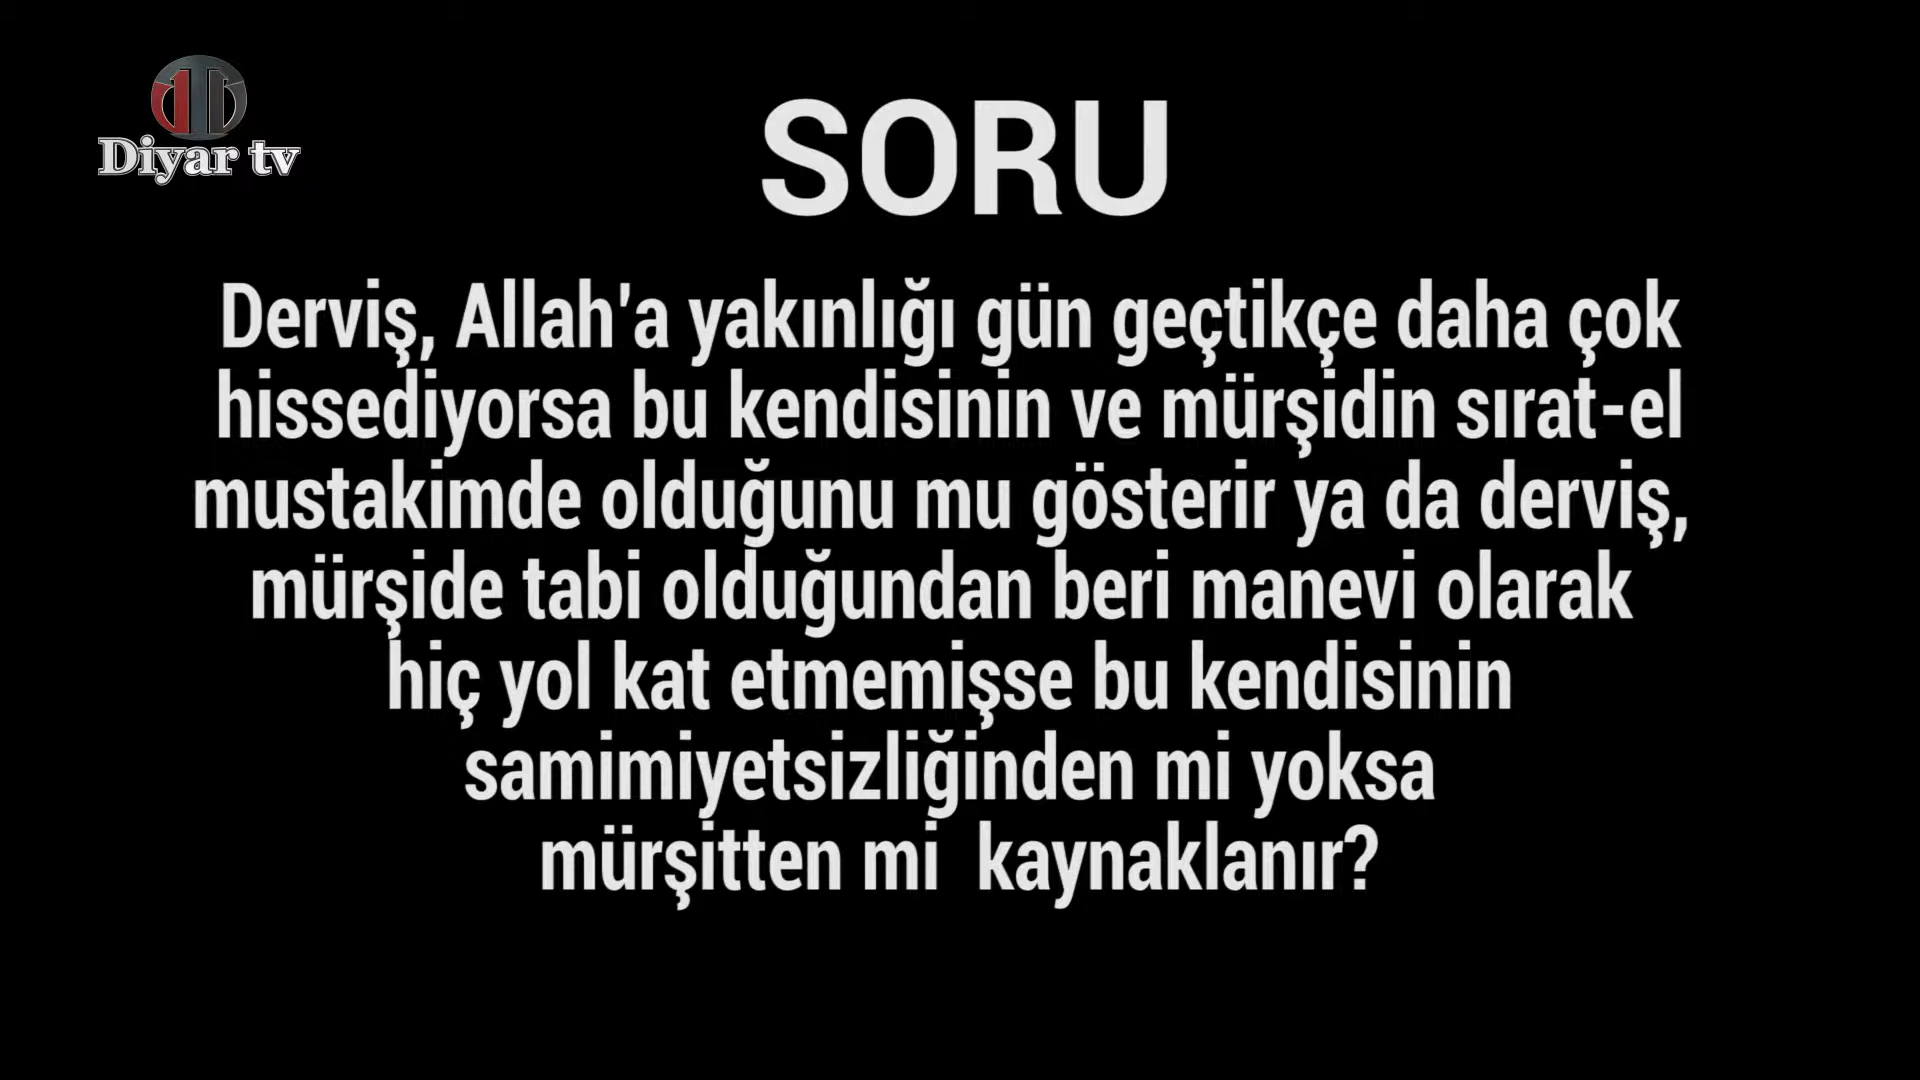 Diyar tv
SORU
Derviş, Allah'a yakınlığı gün geçtikçe daha çok
hissediyorsa bu kendisinin ve mürşidin sırat-el
mustakimde olduğunu mu gösterir ya da derviş,
mürşide tabi olduğundan beri manevi olarak
hiç yol kat etmemişse bu kendisinin
samimiyetsizliğinden mi yoksa
mürşitten mi kaynaklanır?